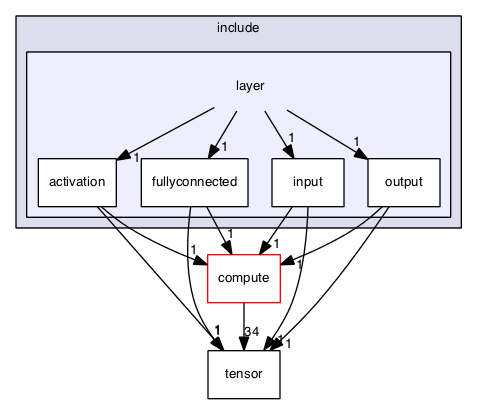 include
layer
1
1
1
1
activation
fullyconnected
input
output
1
1
1
1
compute
34
1
1
1
1
tensor